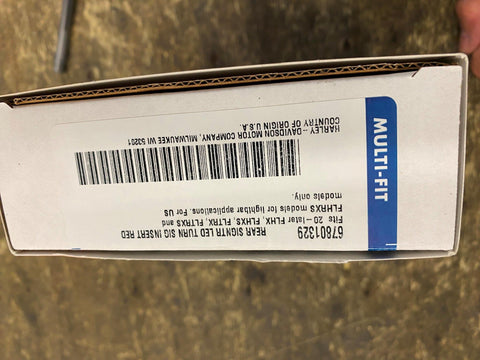 MULTI-FIT
67801329
REAR SIGNTR LED TURN SIG INSERT RED
Fits '20-later FLHX, FLHXS, FLTRX, FLTRXS and
FLHRXS models for lightbar applications. For US
models only.
HARLEY-DAVIDSON MOTOR COMPANY, MILWAUKEE WI 53201
COUNTRY OF ORIGIN U.S.A.